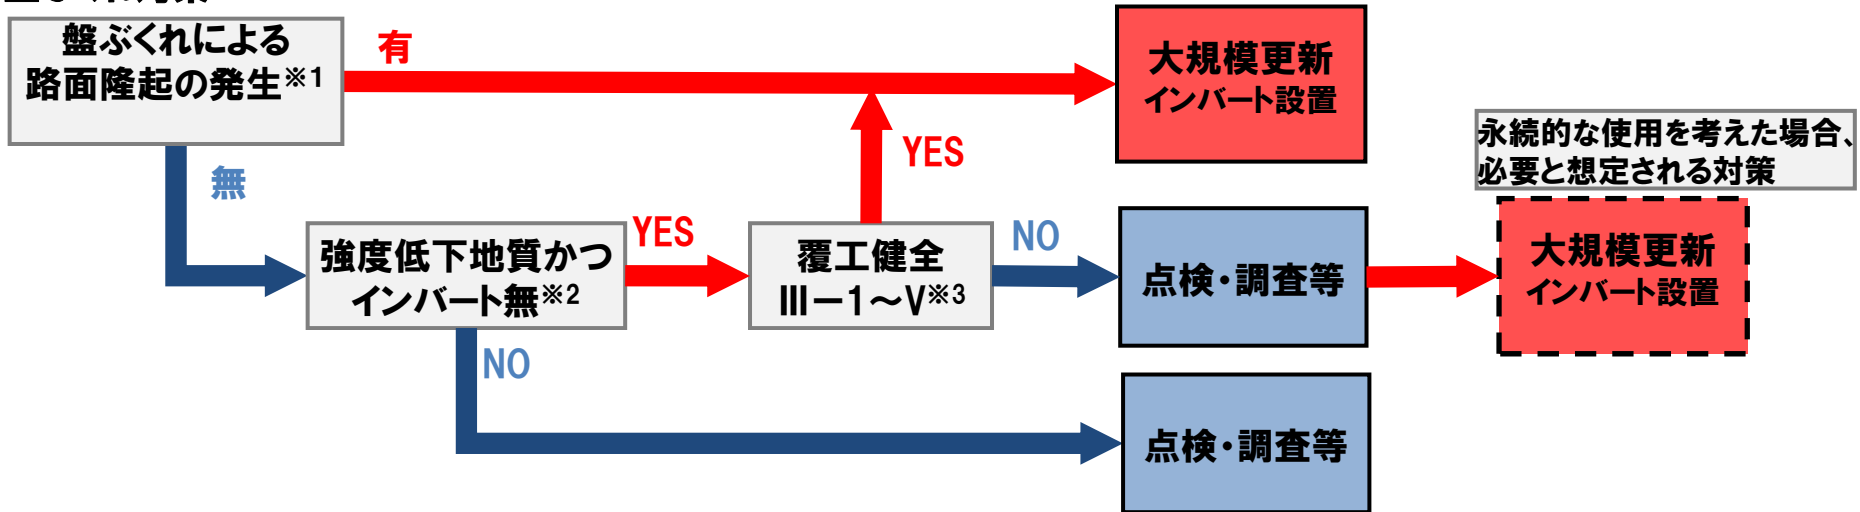 盤ぶくれによる
路面隆起の発生※1
有
大規模更新
インバート設置
無
YES
永続的な使用を考えた場合、
必要と想定される対策
強度低下地質かつ
インバート無※2
YES
覆工健全
Ⅲー1～Ⅴ※3
NO
点検・調査等
大規模更新
インバート設置
NO
点検・調査等